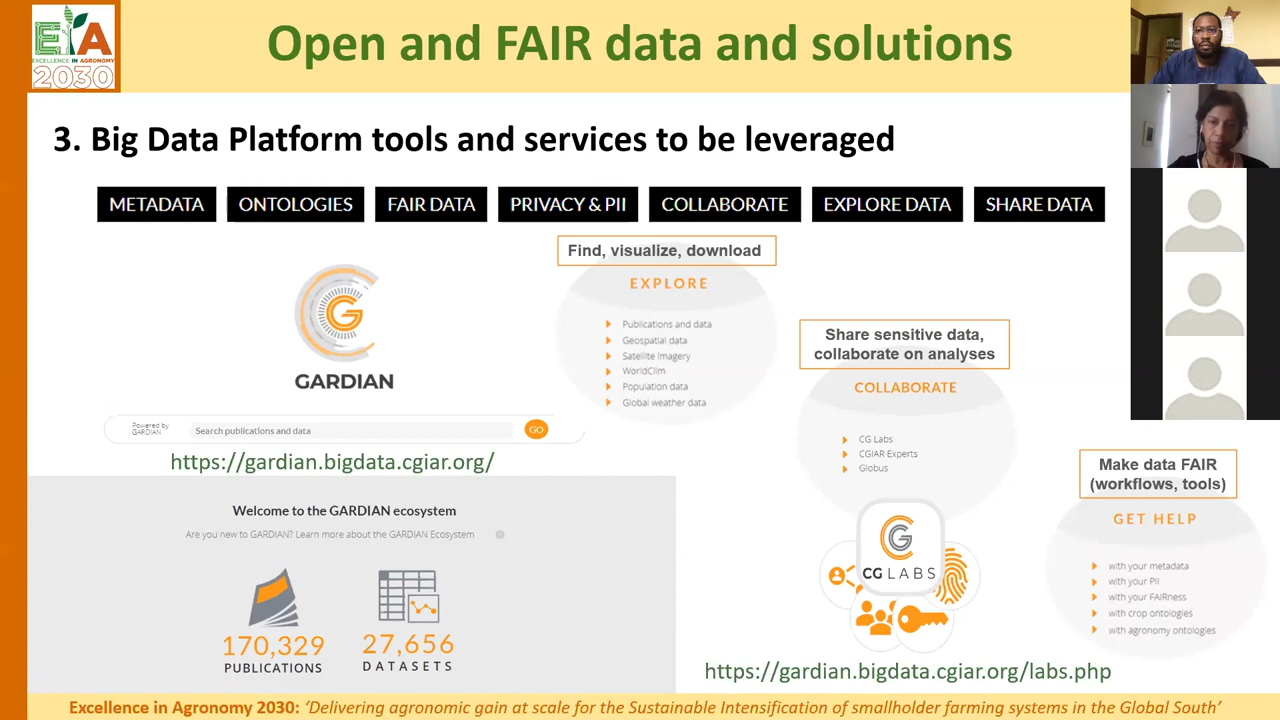 EiA
EXCELLENCE IN AGRONOMY
2030
Open and FAIR data and solutions
3. Big Data Platform tools and services to be leveraged
METADATA
ONTOLOGIES
FAIR DATA
PRIVACY & PII
COLLABORATE
EXPLORE DATA
SHARE DATA
GARDIAN
Powered by
GARDIAN
Search publications and data
GO
https://gardian.bigdata.cgiar.org/
Find, visualize, download
EXPLORE
Publications and data
Geospatial data
Satellite imagery
WorldClim
Population data
Global weather data
Share sensitive data,
collaborate on analyses
COLLABORATE
CG Labs
CGIAR Experts
Globus
CG LABS
https://gardian.bigdata.cgiar.org/labs.php
Make data FAIR
(workflows, tools)
GET HELP
with your metadata
with your PII
with your FAIRness
with crop ontologies
with agronomy ontologies
Welcome to the GARDIAN ecosystem
Are you new to GARDIAN? Learn more about the GARDIAN Ecosystem
170,329
PUBLICATIONS
27,656
DATASETS
Excellence in Agronomy 2030: ‘Delivering agronomic gain at scale for the Sustainable Intensification of smallholder farming systems in the Global South’